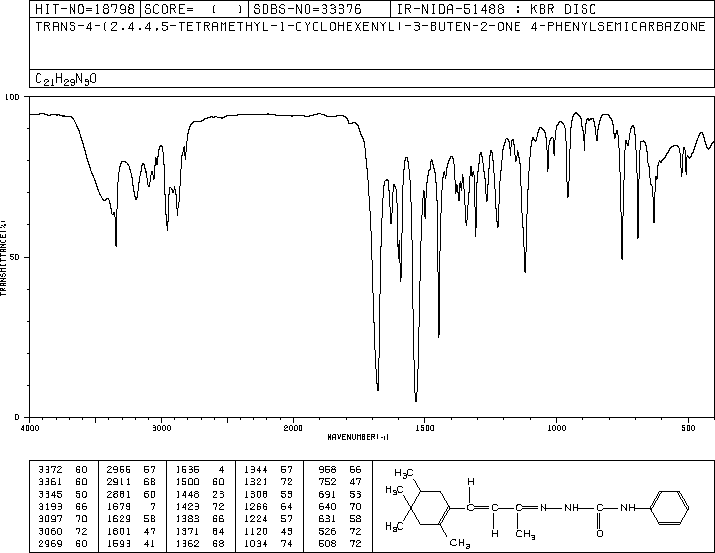 HIT-NO=18798 SCORE= ( ) SDBS-NO=33376 IR-NIDA-51488 : KBR DISC
TRANS-4-(2,4,4,5-TETRAMETHYL-1-CYCLOHEXENYL)-3-BUTEN-2-ONE 4-PHENYLSEMICARBAZONE
C21H29N3O
100
50
0
TRANSMITTANCE(%)
4000 3000 2000 1500 1000 500
WAVENUMBER(-1)
3372 60 2966 57 1536 4 1344 57 968 66
3361 60 2911 68 1500 60 1321 72 752 47
3345 50 2881 60 1448 23 1308 53 691 53
3193 66 1679 7 1423 72 1266 64 640 70
3097 70 1629 58 1383 66 1224 57 631 58
3060 72 1601 47 1371 64 1120 43 526 72
2969 60 1593 41 1362 68 1034 74 508 72
H3C
H3C
H3C
CH3
H
H
CH3
N
NH
O
NH